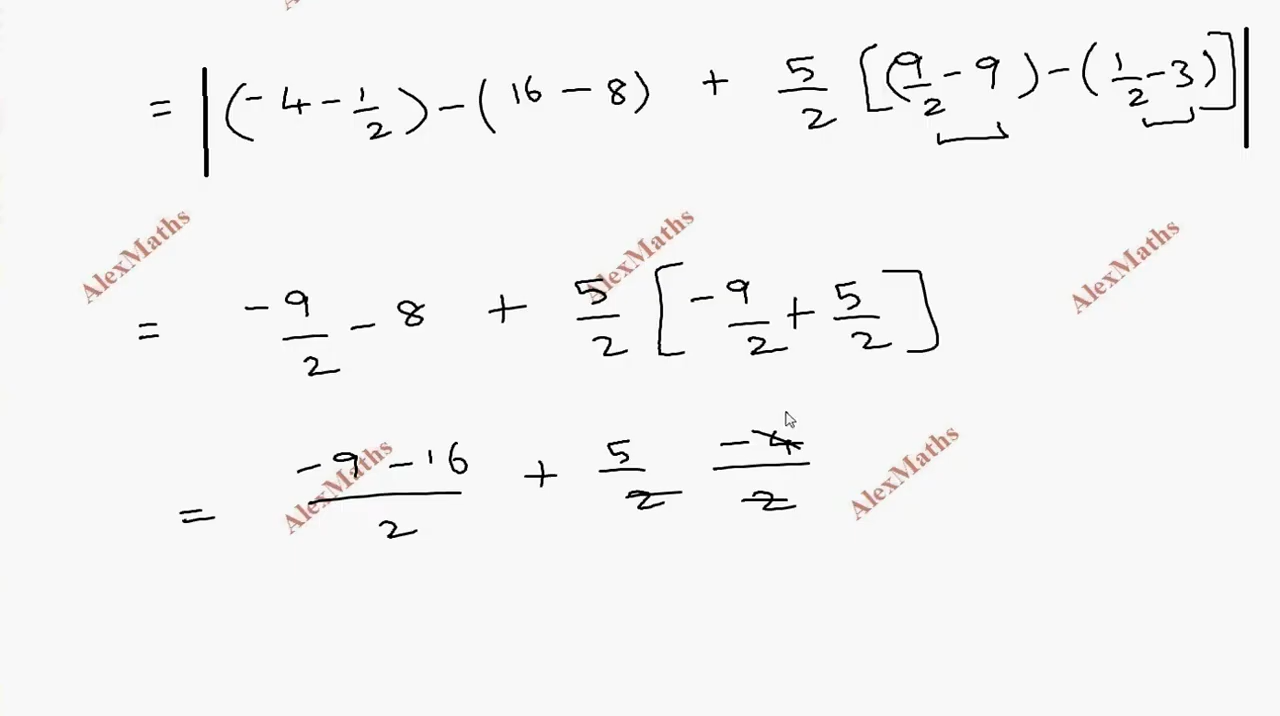 = |(-4 - 1/2) - (16 - 8) + 5/2 [(9/2 - 9) - (1/2 - 3)]|
AlexMaths AlexMaths AlexMaths
= -9/2 - 8 + 5/2 [-9/2 + 5/2]
= (-9 - 16)/2 + 5/2 -4/2
AlexMaths AlexMaths